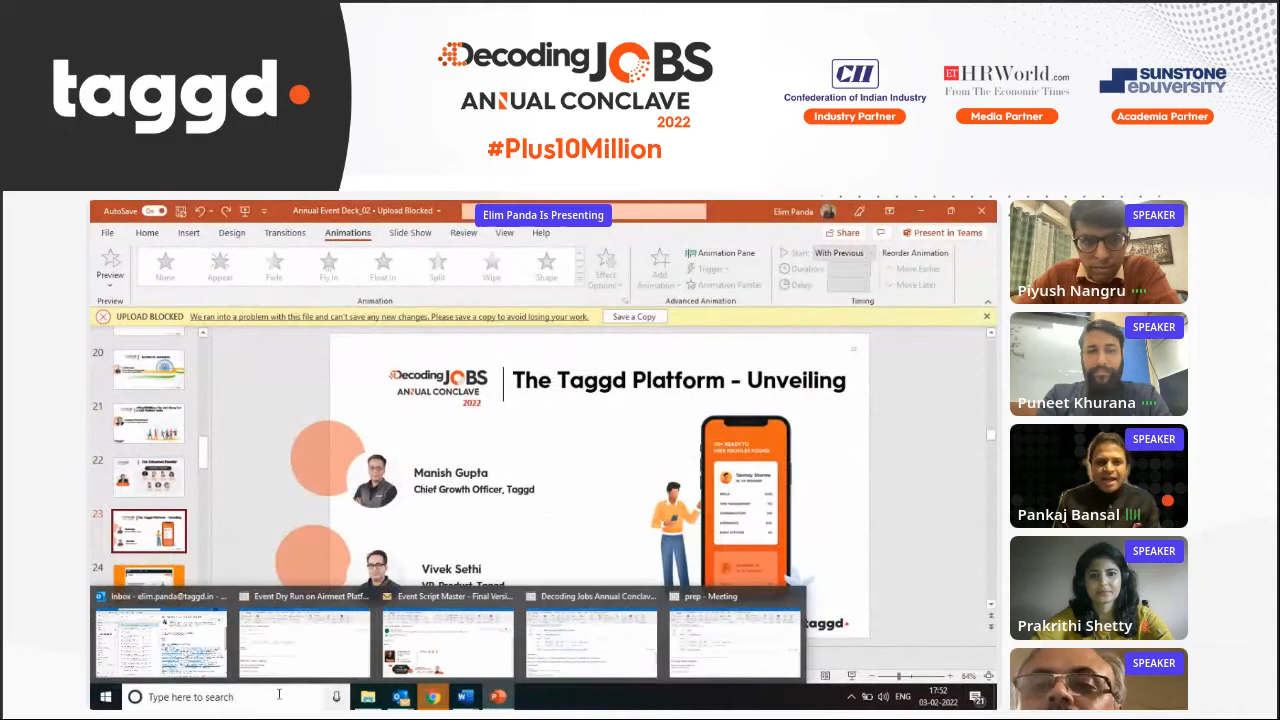 taggd
Decoding JOBS
ANNUAL CONCLAVE
2022
#Plus10Million
CII
Confederation of Indian Industry
Industry Partner
ET HRWorld.com
From The Economic Times
Media Partner
SUNSTONE
EDUVERSITY
Academia Partner
AutoSave On
Annual Event Deck_02 • Upload Blocked
Elim Panda Is Presenting
Elim Panda
File Home Insert Design Transitions Animations Slide Show Review View Help
Share
Present in Teams
Preview
None Appear Fade Fly In Float In Split Wipe Shape
Effect
Options
Add
Animation
Animation Pane
Trigger
Animation Painter
Start: With Previous
Duration:
Delay:
Reorder Animation
Move Earlier
Move Later
Preview
Animation
Advanced Animation
Timing
UPLOAD BLOCKED We ran into a problem with this file and can't save any new changes. Please save a copy to avoid losing your work. Save a Copy
20
21
22
23
24
Decoding JOBS
ANNUAL CONCLAVE
2022
The Taggd Platform - Unveiling
Manish Gupta
Chief Growth Officer, Taggd
Vivek Sethi
VP Product, Taggd
Tanmay Sharma
taggd
Inbox - elim.panda@taggd.in - ...
Event Dry Run on Airmeet Platf...
Event Script Master - Final Versi...
Decoding Jobs Annual Conclav...
prep - Meeting
64%
Type here to search
ENG
17:52
03-02-2022
21
SPEAKER
Piyush Nangru
SPEAKER
Puneet Khurana
SPEAKER
Pankaj Bansal
SPEAKER
Prakrithi Shetty
SPEAKER